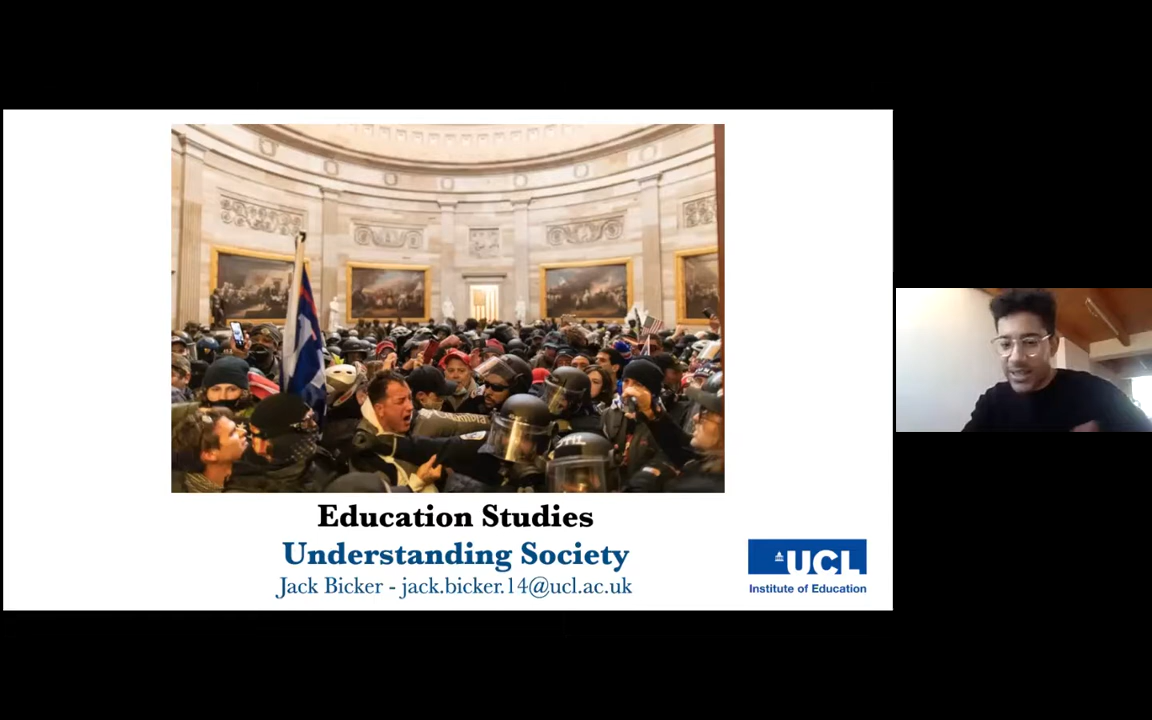 Education Studies
Understanding Society
Jack Bicker - jack.bicker.14@ucl.ac.uk
UCL
Institute of Education